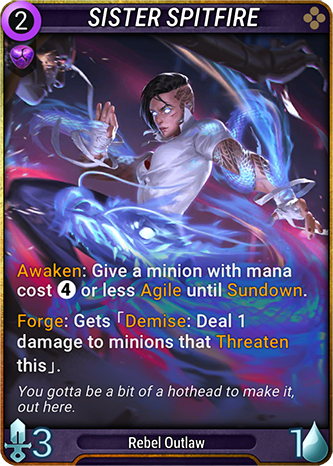 2
SISTER SPITFIRE
Awaken: Give a minion with mana
cost 4 or less Agile until Sundown.
Forge: Gets「Demise: Deal 1
damage to minions that Threaten
this」.
You gotta be a bit of a hothead to make it,
out here.
3
Rebel Outlaw
1